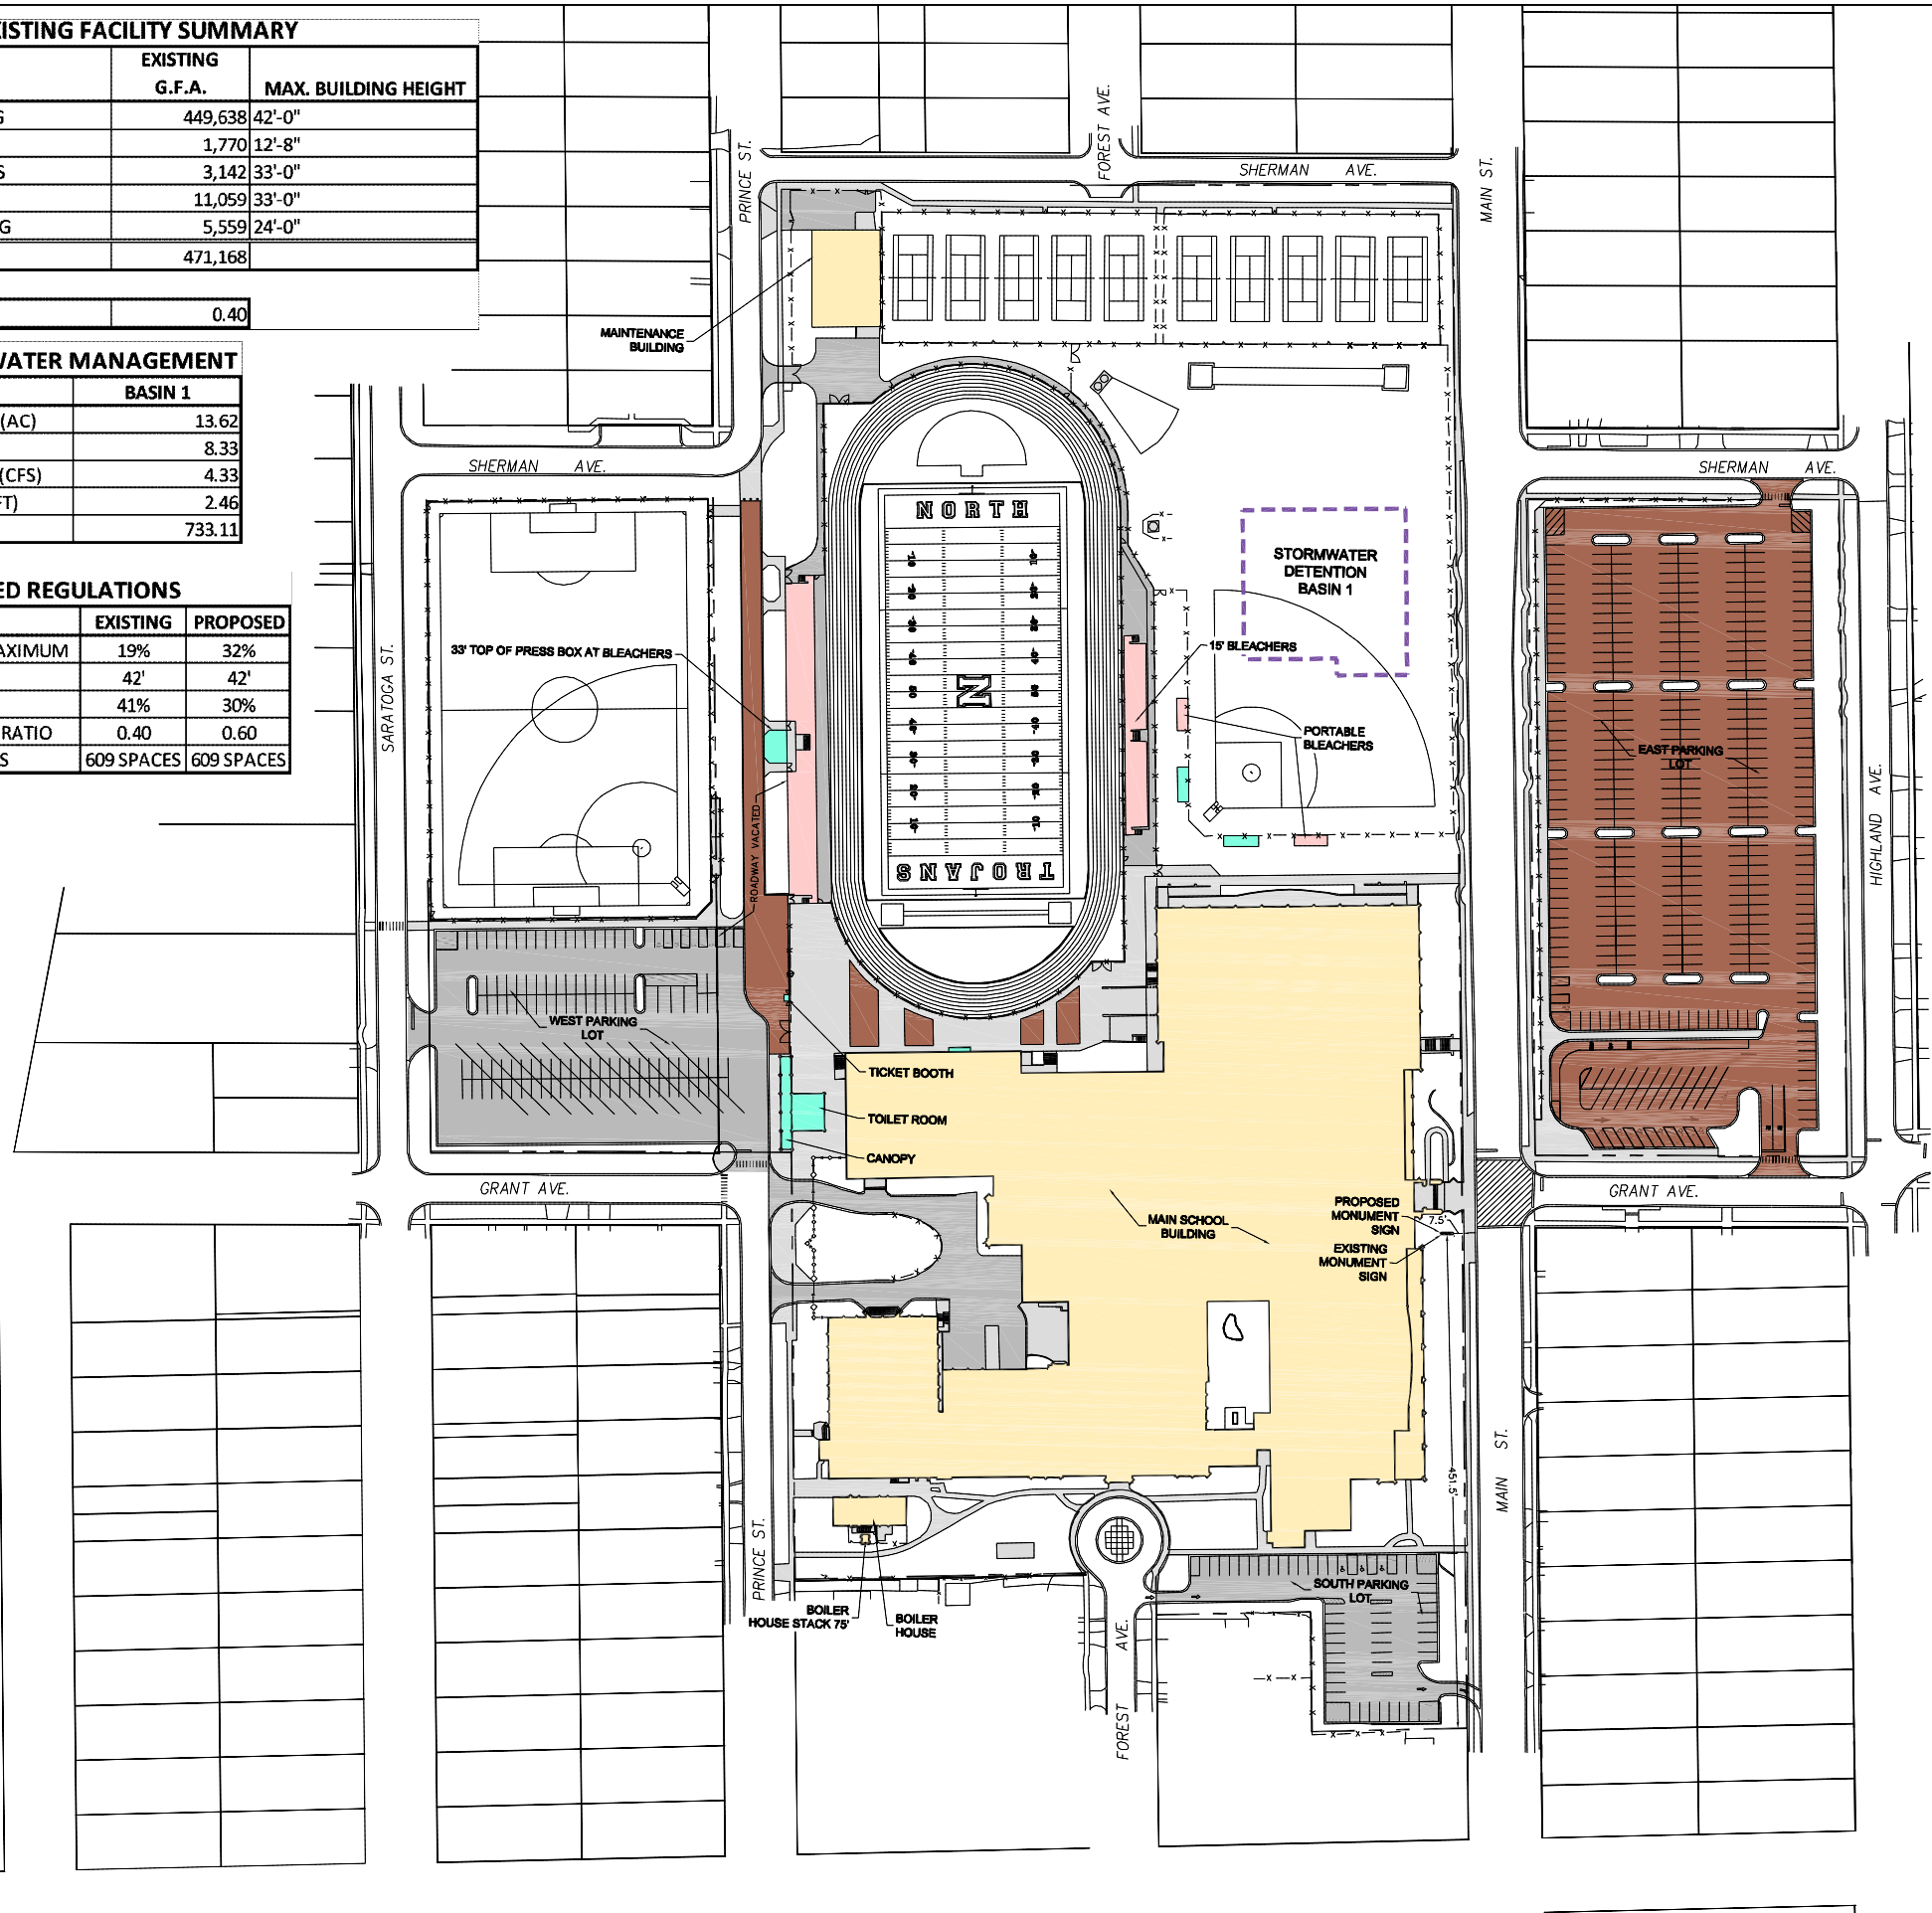 ISTING FACILITY SUMMARY
EXISTING
G.F.A. MAX. BUILDING HEIGHT
G 449,638 42'-0"
1,770 12'-8"
S 3,142 33'-0"
11,059 33'-0"
G 5,559 24'-0"
471,168
0.40
WATER MANAGEMENT
BASIN 1
(AC) 13.62
8.33
(CFS) 4.33
FT) 2.46
733.11
ED REGULATIONS
EXISTING PROPOSED
AXIMUM 19% 32%
42' 42'
41% 30%
RATIO 0.40 0.60
S 609 SPACES 609 SPACES
PRINCE ST.
FOREST AVE.
SHERMAN AVE.
MAIN ST.
MAINTENANCE
BUILDING
SHERMAN AVE.
SHERMAN AVE.
NORTH
STORMWATER
DETENTION
BASIN 1
33' TOP OF PRESS BOX AT BLEACHERS
15' BLEACHERS
SARATOGA ST.
N
PORTABLE
BLEACHERS
EAST PARKING
LOT
HIGHLAND AVE.
ROADWAY VACATED
TROJANS
WEST PARKING
LOT
TICKET BOOTH
TOILET ROOM
CANOPY
GRANT AVE.
GRANT AVE.
MAIN SCHOOL
BUILDING
PROPOSED
MONUMENT
SIGN
7.5'
EXISTING
MONUMENT
SIGN
451.5'
MAIN ST.
PRINCE ST.
BOILER
HOUSE STACK 75'
BOILER
HOUSE
SOUTH PARKING
LOT
FOREST AVE.